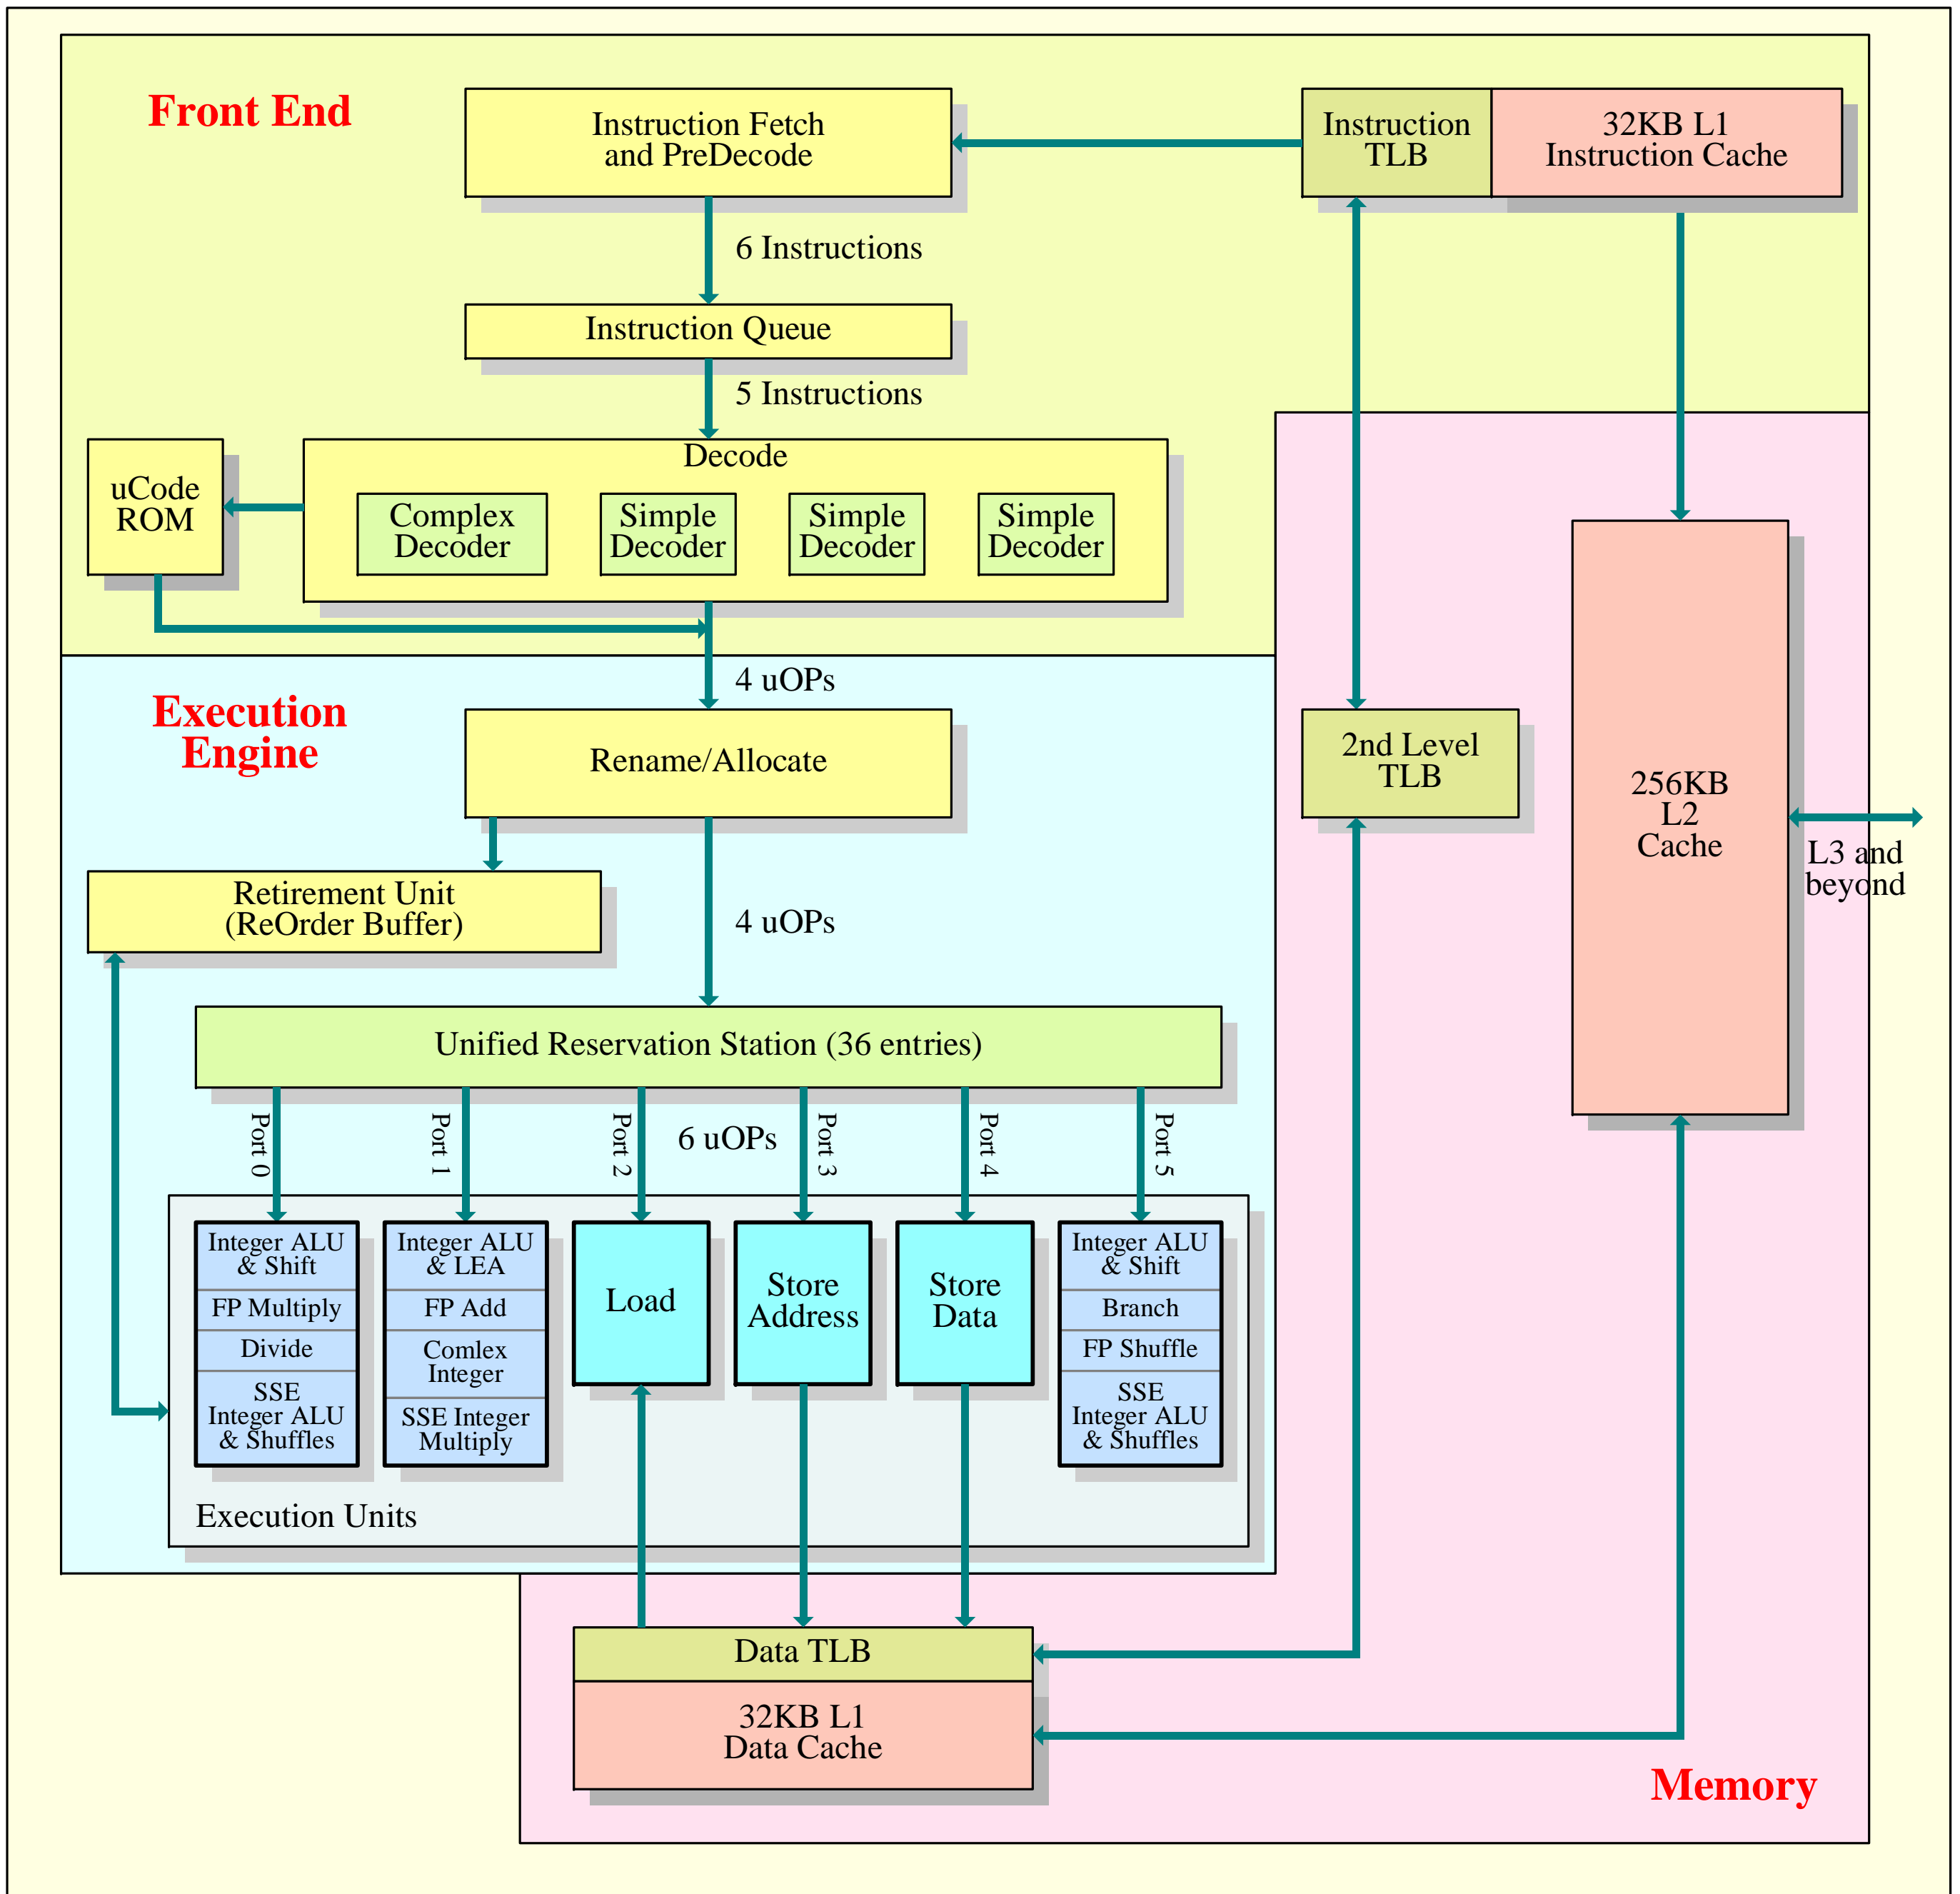 Front End
Instruction Fetch
and PreDecode
Instruction
TLB
32KB L1
Instruction Cache
6 Instructions
Instruction Queue
5 Instructions
Decode
uCode
ROM
Complex
Decoder
Simple
Decoder
Simple
Decoder
Simple
Decoder
4 uOPs
Execution
Engine
Rename/Allocate
2nd Level
TLB
256KB
L2
Cache
L3 and
beyond
Retirement Unit
(ReOrder Buffer)
4 uOPs
Unified Reservation Station (36 entries)
Port 0
Port 1
Port 2
6 uOPs
Port 3
Port 4
Port 5
Integer ALU
& Shift
FP Multiply
Divide
SSE
Integer ALU
& Shuffles
Integer ALU
& LEA
FP Add
Comlex
Integer
SSE Integer
Multiply
Load
Store
Address
Store
Data
Integer ALU
& Shift
Branch
FP Shuffle
SSE
Integer ALU
& Shuffles
Execution Units
Data TLB
32KB L1
Data Cache
Memory